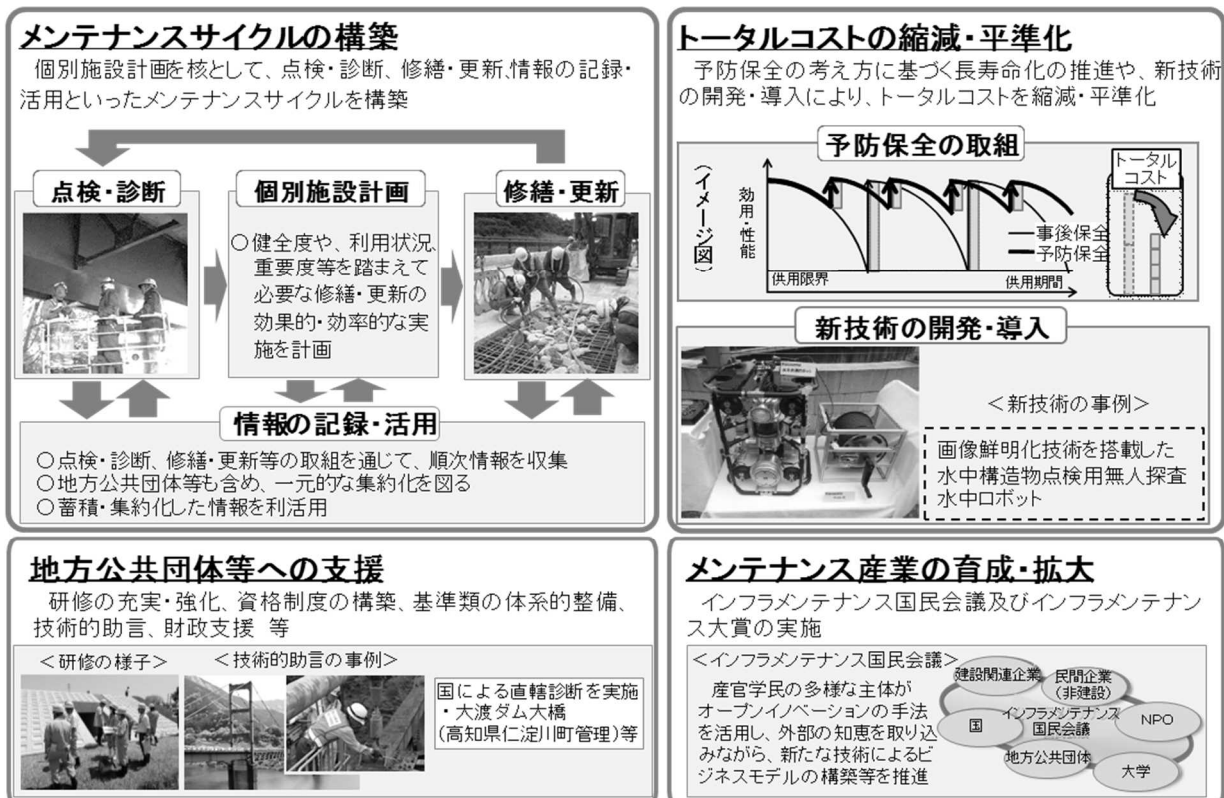 メンテナンスサイクルの構築
個別施設計画を核として、点検・診断、修繕・更新、情報の記録・
活用といったメンテナンスサイクルを構築
点検・診断
個別施設計画
○健全度や、利用状況、
重要度等を踏まえて
必要な修繕・更新の
効果的・効率的な実
施を計画
修繕・更新
情報の記録・活用
○点検・診断、修繕・更新等の取組を通じて、順次情報を収集
○地方公共団体等も含め、一元的な集約化を図る
○蓄積・集約化した情報を利活用
トータルコストの縮減・平準化
予防保全の考え方に基づく長寿命化の推進や、新技術
の開発・導入により、トータルコストを縮減・平準化
予防保全の取組
(イメージ図)
効用・性能
事後保全
予防保全
供用限界
供用期間
トータル
コスト
新技術の開発・導入
<新技術の事例>
画像鮮明化技術を搭載した
水中構造物点検用無人探査
水中ロボット
地方公共団体等への支援
研修の充実・強化、資格制度の構築、基準類の体系的整備、
技術的助言、財政支援 等
<研修の様子>
<技術的助言の事例>
国による直轄診断を実施
・大渡ダム大橋
(高知県仁淀川町管理)等
メンテナンス産業の育成・拡大
インフラメンテナンス国民会議及びインフラメンテナン
ス大賞の実施
<インフラメンテナンス国民会議>
産官学民の多様な主体が
オープンイノベーションの手法
を活用し、外部の知恵を取り込
みながら、新たな技術によるビ
ジネスモデルの構築等を推進
建設関連企業
民間企業
(非建設)
国
インフラメンテナンス
国民会議
NPO
地方公共団体
大学